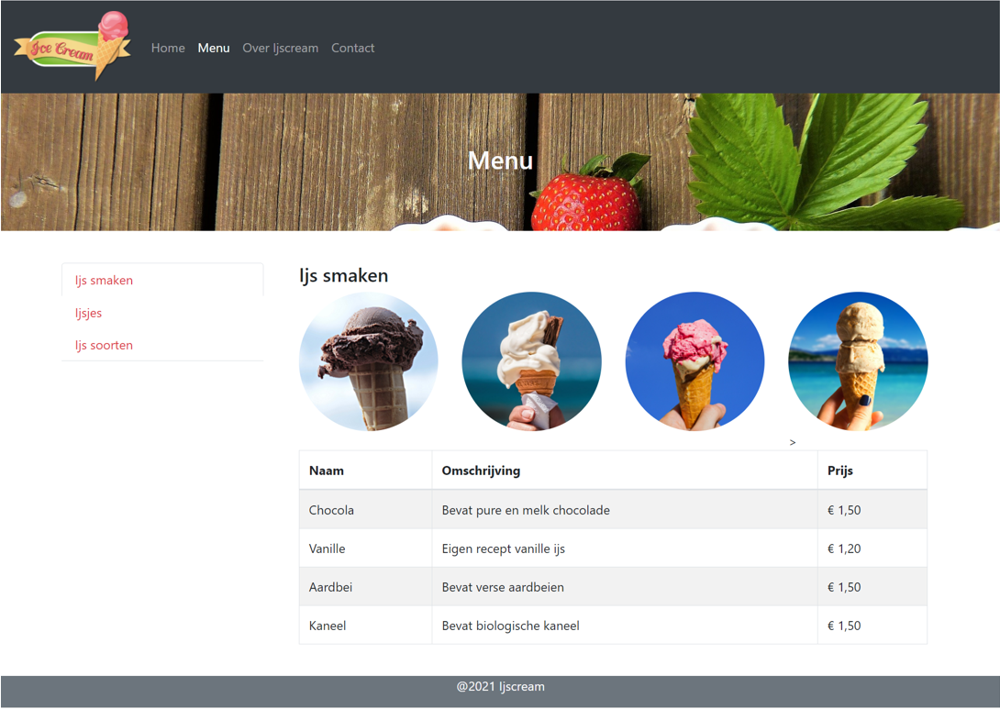 Ice Cream
Home Menu Over Ijscream Contact
Menu
Ijs smaken
Ijsjes
Ijs soorten
Ijs smaken
>
Naam Omschrijving Prijs
Chocola Bevat pure en melk chocolade € 1,50
Vanille Eigen recept vanille ijs € 1,20
Aardbei Bevat verse aardbeien € 1,50
Kaneel Bevat biologische kaneel € 1,50
@2021 Ijscream